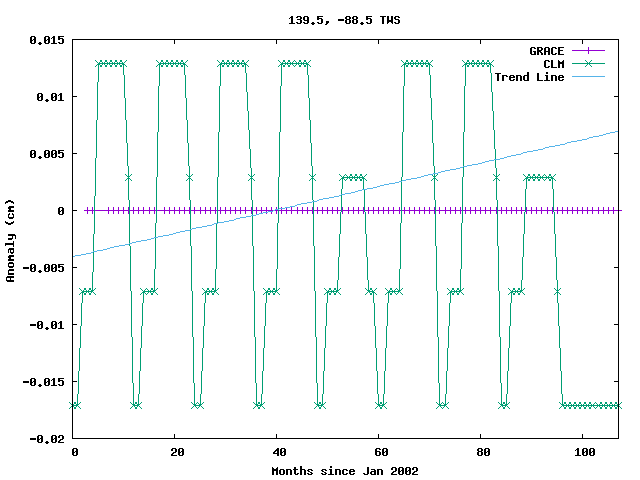 139.5, -88.5 TWS
0.015
0.01
0.005
0
-0.005
-0.01
-0.015
-0.02
Anomaly (cm)
GRACE
CLM
Trend Line
0 20 40 60 80 100
Months since Jan 2002